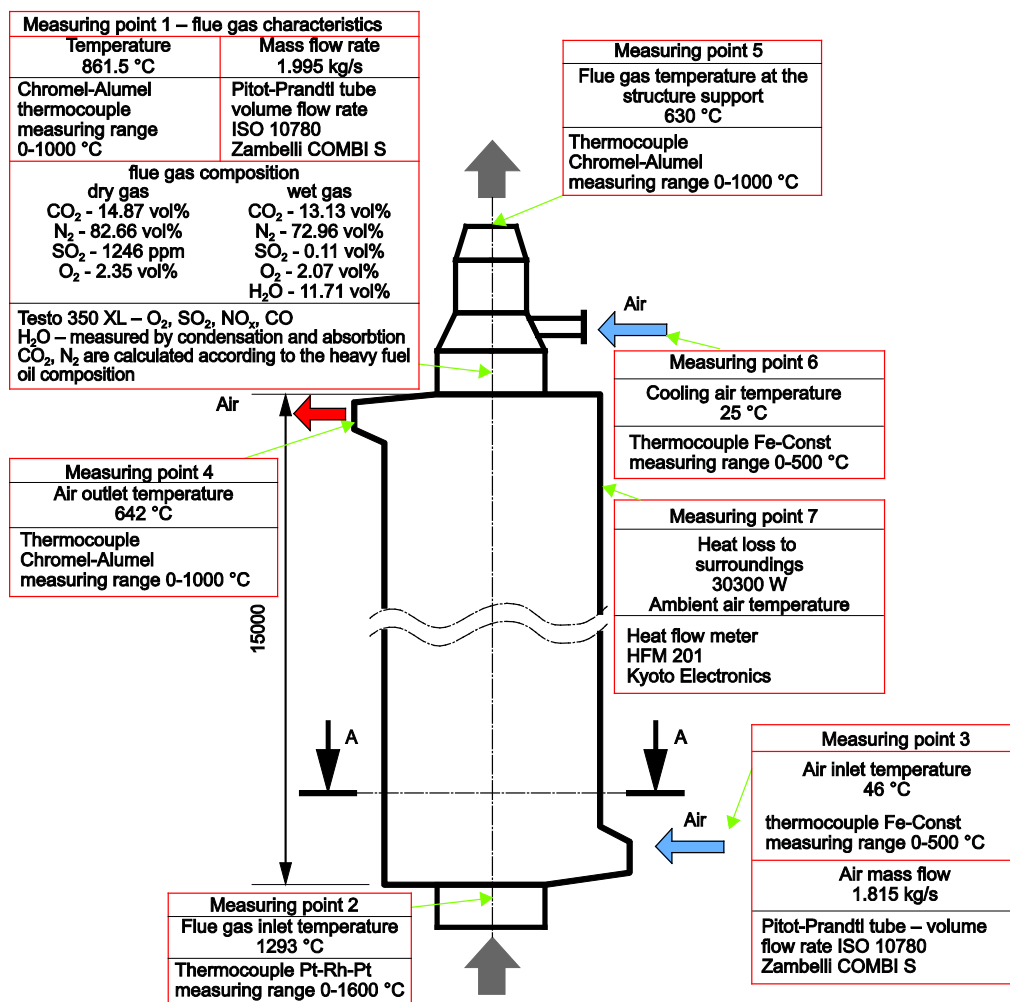 Measuring point 1 – flue gas characteristics
Temperature
861.5 °C
Mass flow rate
1.995 kg/s
Chromel-Alumel
thermocouple
measuring range
0-1000 °C
Pitot-Prandtl tube
volume flow rate
ISO 10780
Zambelli COMBI S
flue gas composition
dry gas
CO₂ - 14.87 vol%
N₂ - 82.66 vol%
SO₂ - 1246 ppm
O₂ - 2.35 vol%
wet gas
CO₂ - 13.13 vol%
N₂ - 72.96 vol%
SO₂ - 0.11 vol%
O₂ - 2.07 vol%
H₂O - 11.71 vol%
Testo 350 XL – O₂, SO₂, NOₓ, CO
H₂O – measured by condensation and absorbtion
CO₂, N₂ are calculated according to the heavy fuel
oil composition
Measuring point 5
Flue gas temperature at the
structure support
630 °C
Thermocouple
Chromel-Alumel
measuring range 0-1000 °C
Air
Measuring point 6
Cooling air temperature
25 °C
Thermocouple Fe-Const
measuring range 0-500 °C
Air
Measuring point 4
Air outlet temperature
642 °C
Thermocouple
Chromel-Alumel
measuring range 0-1000 °C
Measuring point 7
Heat loss to
surroundings
30300 W
Ambient air temperature
Heat flow meter
HFM 201
Kyoto Electronics
15000
A
A
Measuring point 3
Air inlet temperature
46 °C
thermocouple Fe-Const
measuring range 0-500 °C
Air mass flow
1.815 kg/s
Pitot-Prandtl tube – volume
flow rate ISO 10780
Zambelli COMBI S
Air
Measuring point 2
Flue gas inlet temperature
1293 °C
Thermocouple Pt-Rh-Pt
measuring range 0-1600 °C